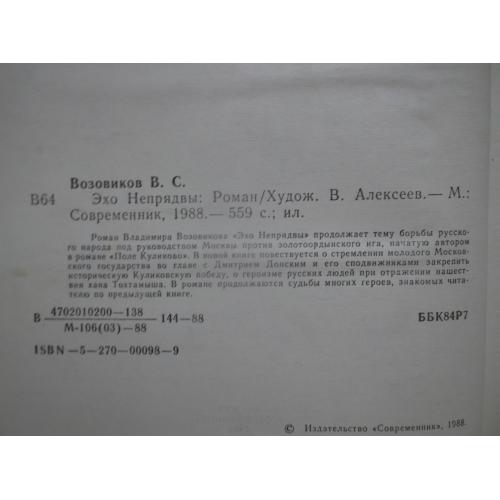 Возовиков В. С.
В64 Эхо Непрядвы: Роман/Худож. В. Алексеев.— М.:
Современник, 1988.— 559 с.; ил.
Роман Владимира Возовикова «Эхо Непрядвы» продолжает тему борьбы русско-
го народа под руководством Москвы против золотоордынского ига, начатую автором
в романе «Поле Куликово». В новой книге повествуется о стремлении молодого Москов-
ского государства во главе с Дмитрием Донским и его сподвижниками закрепить
историческую Куликовскую победу, о героизме русских людей при отражении нашест-
вия хана Тохтамыша. В романе продолжаются судьбы многих героев, знакомых чита-
телю по предыдущей книге.
В 4702010200—138
М-106(03)—88 144—88 ББК84Р7
ISBN—5—270—00098—9
© Издательство «Современник», 1988.